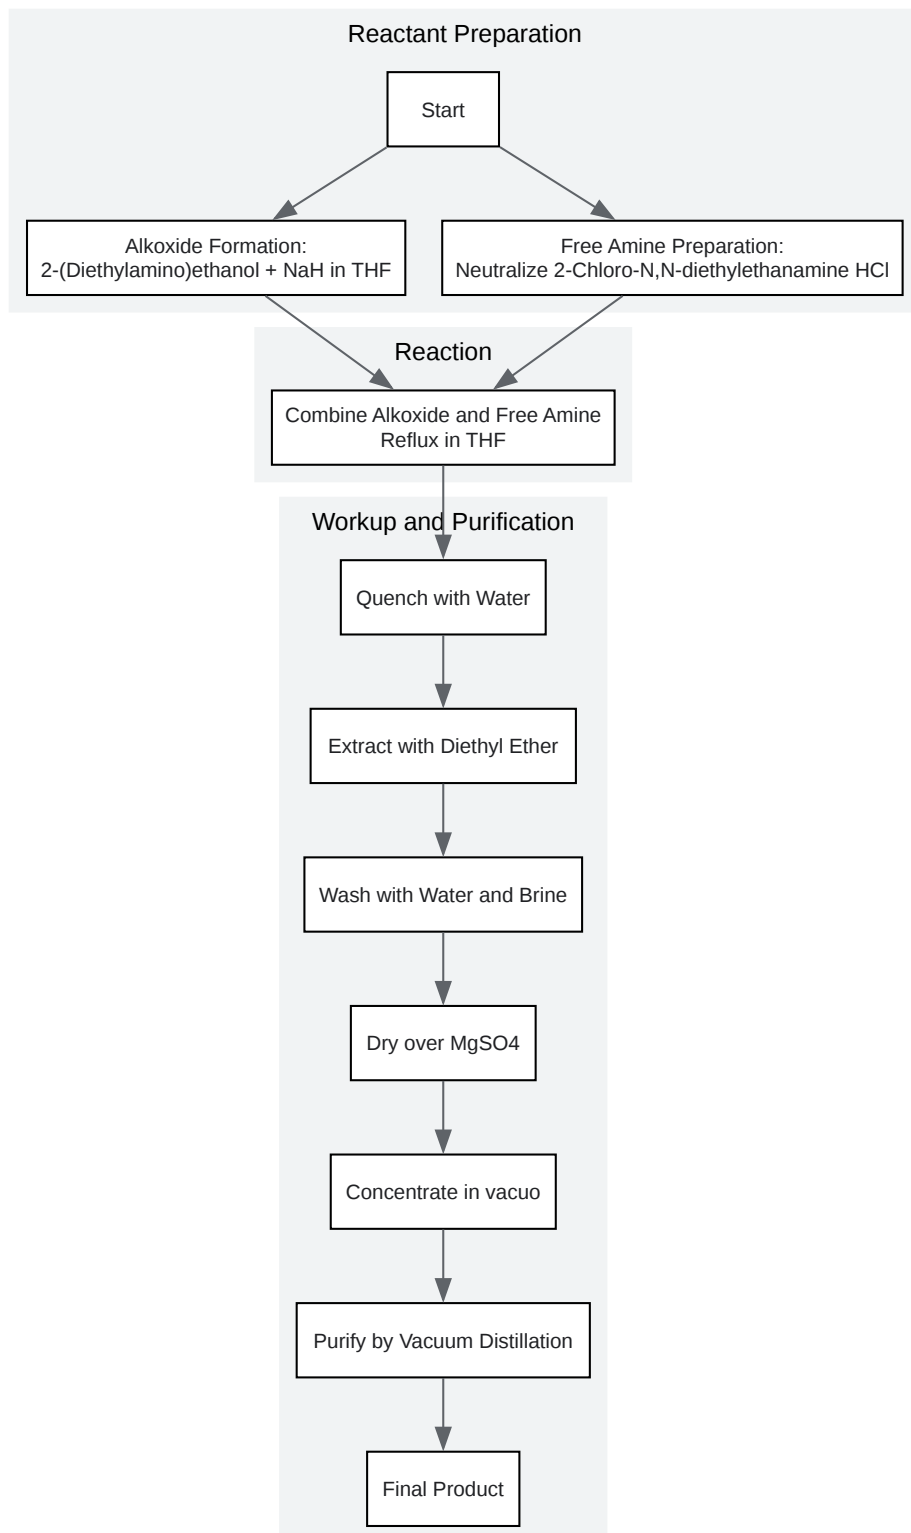 Reactant Preparation
Start
Alkoxide Formation:
2-(Diethylamino)ethanol + NaH in THF
Free Amine Preparation:
Neutralize 2-Chloro-N,N-diethylethanamine HCl
Reaction
Combine Alkoxide and Free Amine
Reflux in THF
Workup and Purification
Quench with Water
Extract with Diethyl Ether
Wash with Water and Brine
Dry over MgSO4
Concentrate in vacuo
Purify by Vacuum Distillation
Final Product